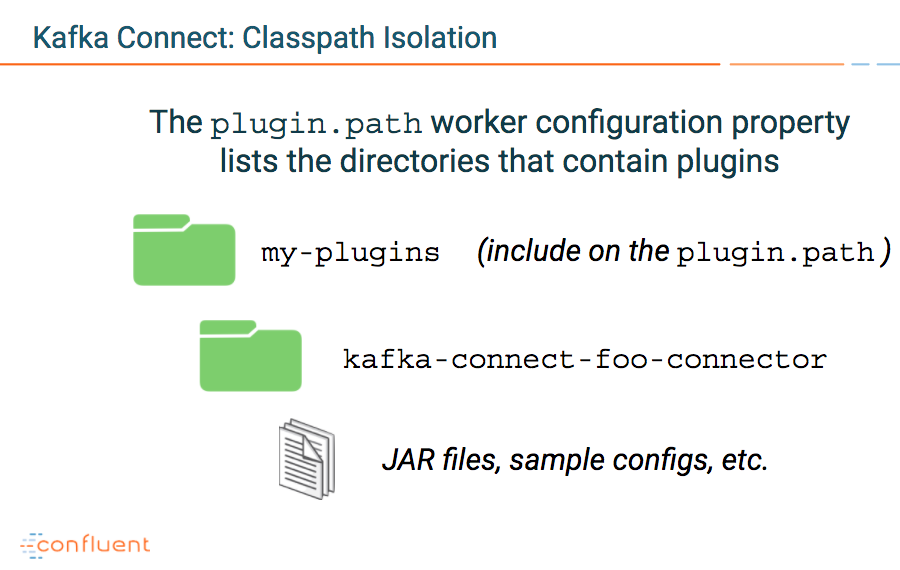 Kafka Connect: Classpath Isolation
The plugin.path worker configuration property
lists the directories that contain plugins
my-plugins (include on the plugin.path)
kafka-connect-foo-connector
JAR files, sample configs, etc.
confluent